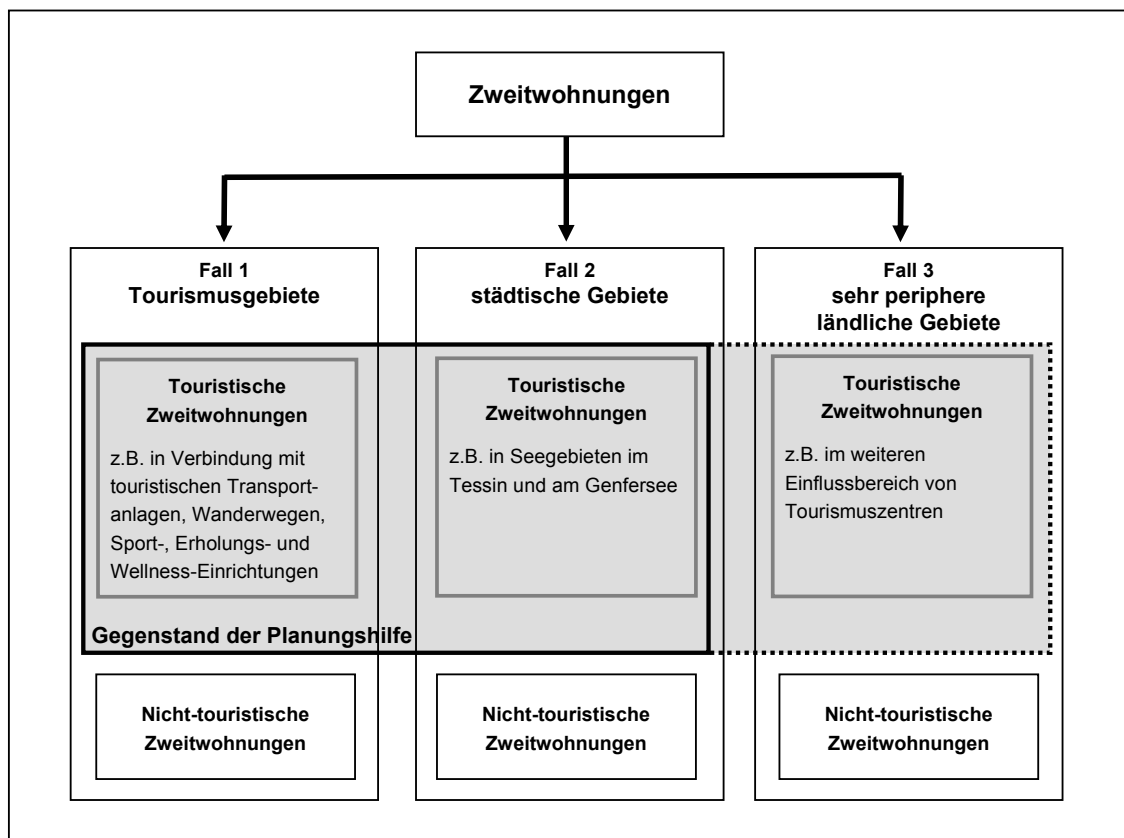 Zweitwohnungen
Fall 1
Tourismusgebiete
Touristische
Zweitwohnungen
z.B. in Verbindung mit
touristischen Transport-
anlagen, Wanderwegen,
Sport-, Erholungs- und
Wellness-Einrichtungen
Fall 2
städtische Gebiete
Touristische
Zweitwohnungen
z.B. in Seegebieten im
Tessin und am Genfersee
Fall 3
sehr periphere
ländliche Gebiete
Touristische
Zweitwohnungen
z.B. im weiteren
Einflussbereich von
Tourismuszentren
Gegenstand der Planungshilfe
Nicht-touristische
Zweitwohnungen
Nicht-touristische
Zweitwohnungen
Nicht-touristische
Zweitwohnungen